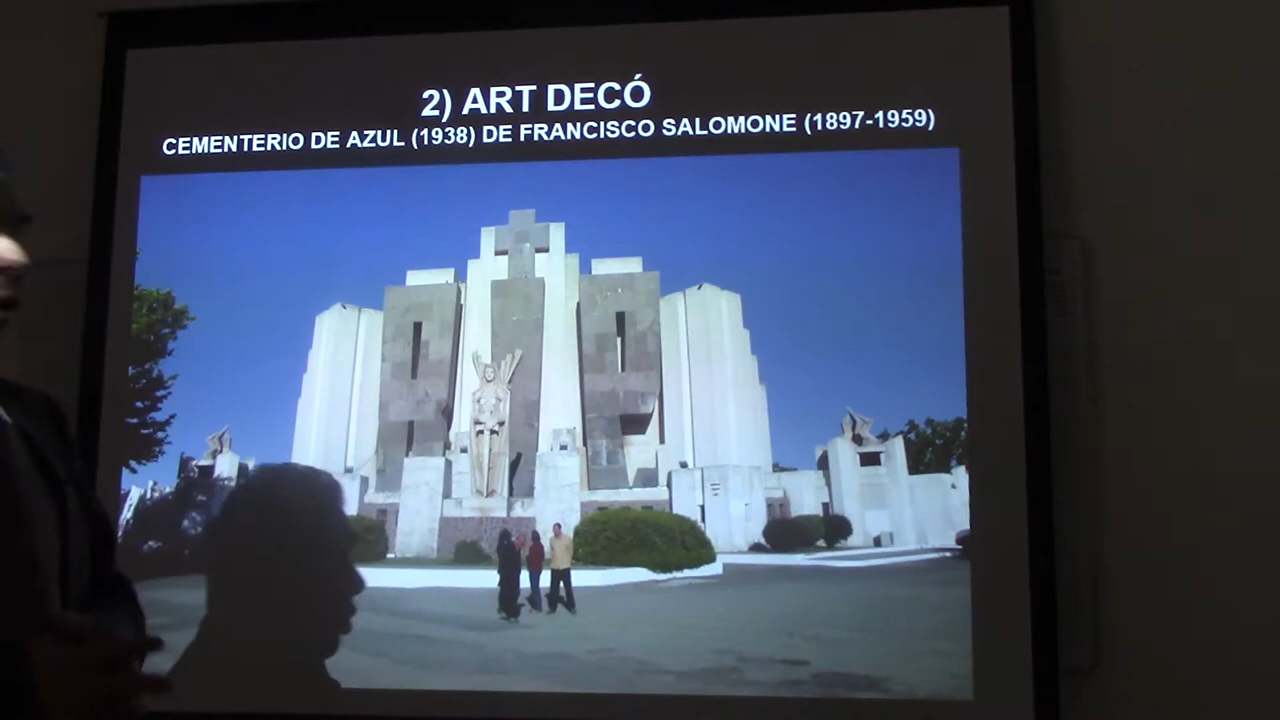 2) ART DECÓ
CEMENTERIO DE AZUL (1938) DE FRANCISCO SALOMONE (1897-1959)